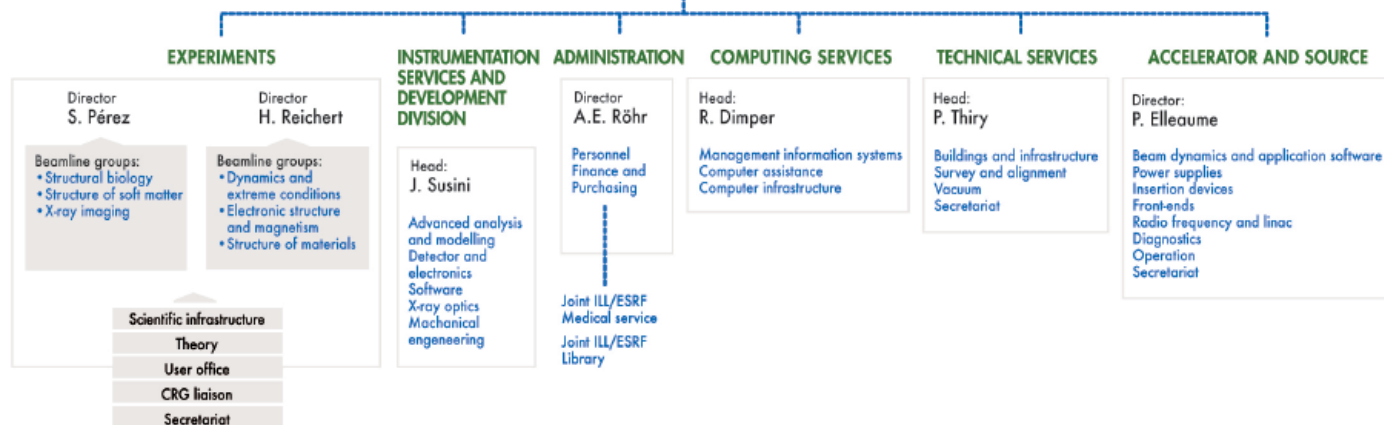 EXPERIMENTS
Director
S. Pérez
Beamline groups:
• Structural biology
• Structure of soft matter
• X-ray imaging
Director
H. Reichert
Beamline groups:
• Dynamics and
extreme conditions
• Electronic structure
and magnetism
• Structure of materials
Scientific infrastructure
Theory
User office
CRG liaison
Secretariat
INSTRUMENTATION
SERVICES AND
DEVELOPMENT
DIVISION
Head:
J. Susini
Advanced analysis
and modelling
Detector and
electronics
Software
X-ray optics
Machanical
engeneering
ADMINISTRATION
Director
A.E. Röhr
Personnel
Finance and
Purchasing
Joint ILL/ESRF
Medical service
Joint ILL/ESRF
Library
COMPUTING SERVICES
Head:
R. Dimper
Management information systems
Computer assistance
Computer infrastructure
TECHNICAL SERVICES
Head:
P. Thiry
Buildings and infrastructure
Survey and alignment
Vacuum
Secretariat
ACCELERATOR AND SOURCE
Director:
P. Elleaume
Beam dynamics and application software
Power supplies
Insertion devices
Front-ends
Radio frequency and linac
Diagnostics
Operation
Secretariat